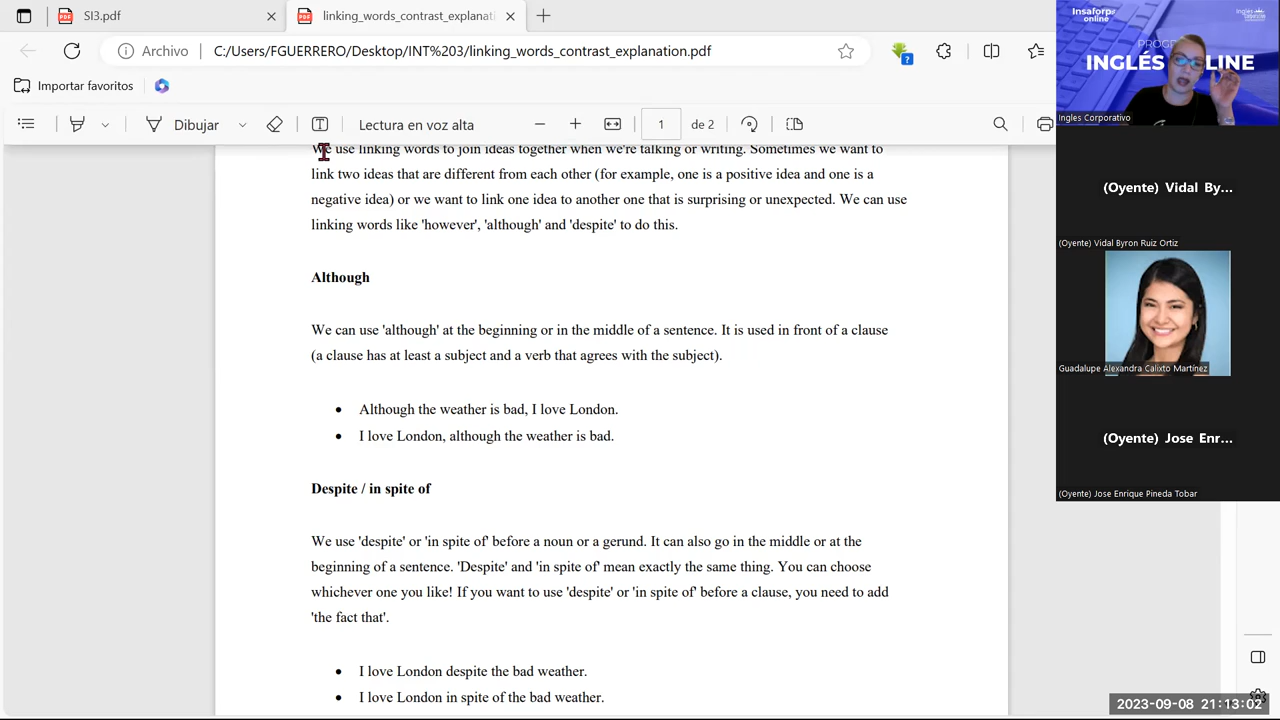 SI3.pdf
linking_words_contrast_explanati
Archivo
C:/Users/FGUERRERO/Desktop/INT%203/linking_words_contrast_explanation.pdf
Importar favoritos
Dibujar
Lectura en voz alta
1
de 2
We use linking words to join ideas together when we're talking or writing. Sometimes we want to
link two ideas that are different from each other (for example, one is a positive idea and one is a
negative idea) or we want to link one idea to another one that is surprising or unexpected. We can use
linking words like 'however', 'although' and 'despite' to do this.
Although
We can use 'although' at the beginning or in the middle of a sentence. It is used in front of a clause
(a clause has at least a subject and a verb that agrees with the subject).
• Although the weather is bad, I love London.
• I love London, although the weather is bad.
Despite / in spite of
We use 'despite' or 'in spite of' before a noun or a gerund. It can also go in the middle or at the
beginning of a sentence. 'Despite' and 'in spite of' mean exactly the same thing. You can choose
whichever one you like! If you want to use 'despite' or 'in spite of' before a clause, you need to add
'the fact that'.
• I love London despite the bad weather.
• I love London in spite of the bad weather.
Insaforp
online
PROG
INGLÉS LINE
Ingles Corporativo
(Oyente) Vidal By...
(Oyente) Vidal Byron Ruiz Ortiz
Guadalupe Alexandra Calixto Martínez
(Oyente) Jose Enr...
(Oyente) Jose Enrique Pineda Tobar
2023-09-08 21:13:02